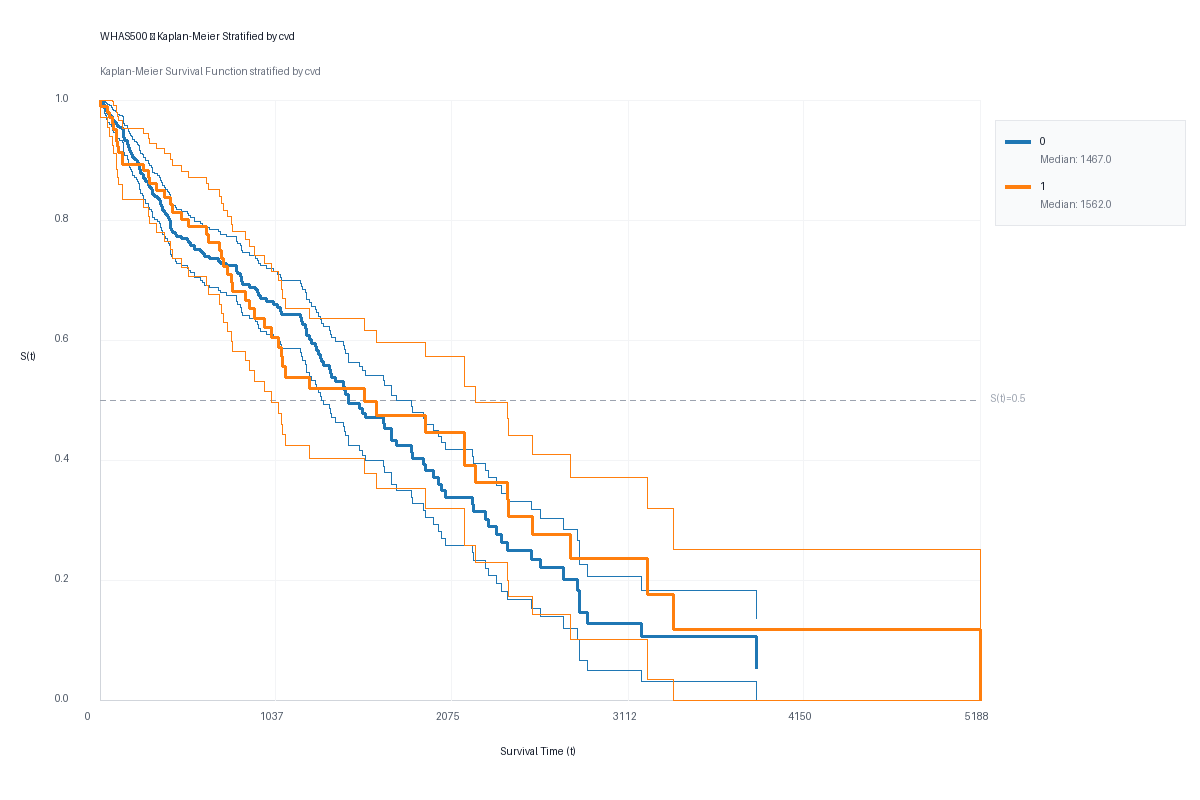 WHAS500 □ Kaplan-Meier Stratified by cvd
Kaplan-Meier Survival Function stratified by cvd
1.0
0.8
0.6
0.4
0.2
0.0
S(t)
S(t)=0.5
0
Median: 1467.0
1
Median: 1562.0
0
1037
2075
3112
4150
5188
Survival Time (t)